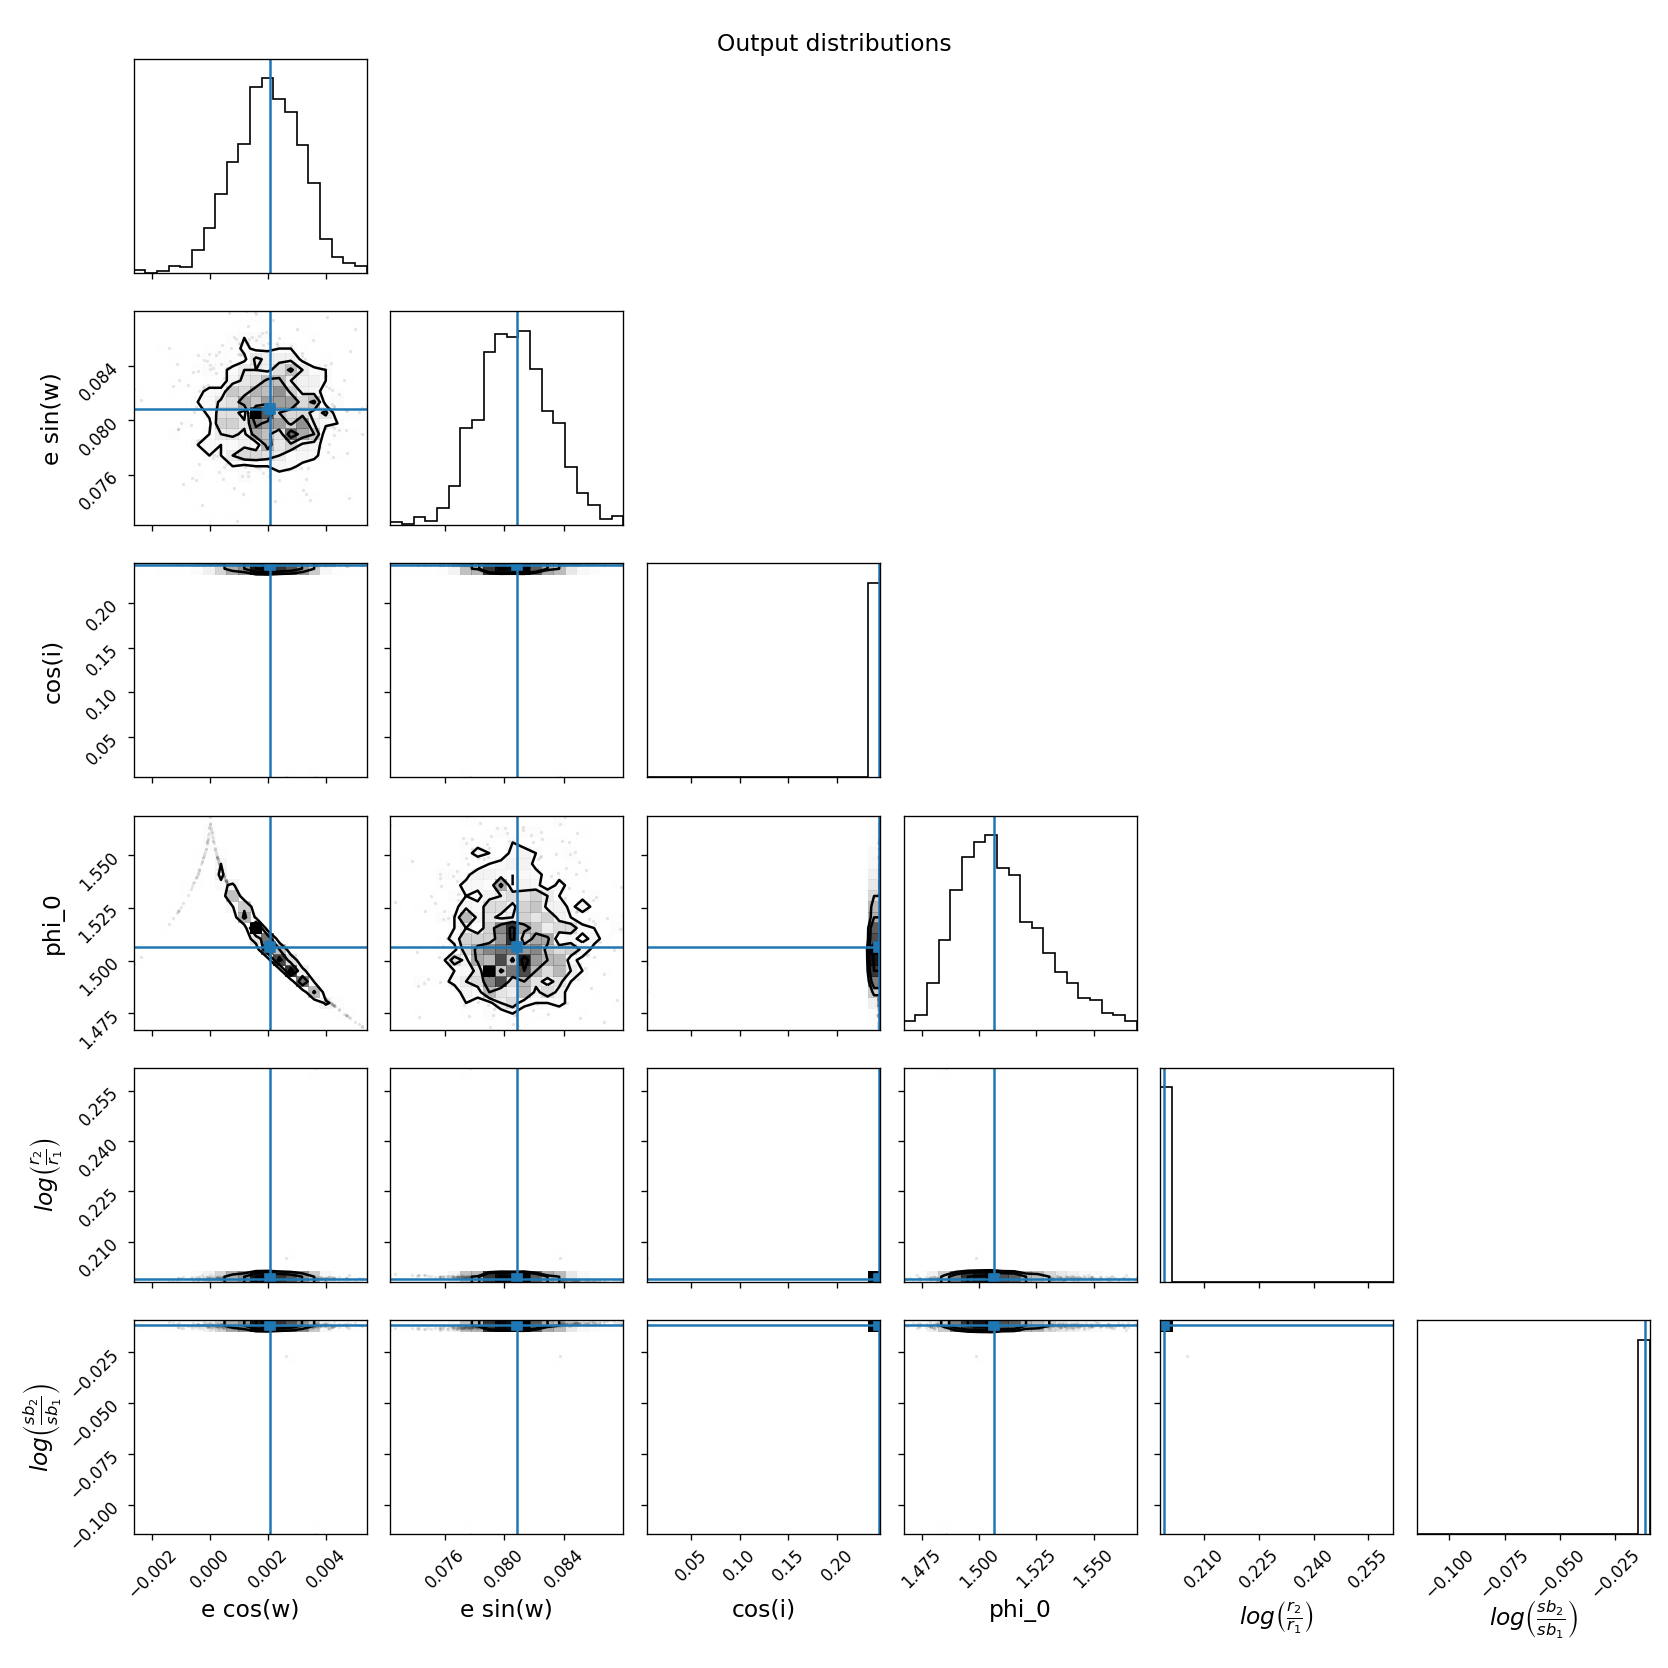 Output distributions
e sin(w)
0.084
0.080
0.076
cos(i)
0.20
0.15
0.10
0.05
phi_0
1.550
1.525
1.500
1.475
log(r₂/r₁)
0.255
0.240
0.225
0.210
log(sb₂/sb₁)
−0.025
−0.050
−0.075
−0.100
−0.002 0.000 0.002 0.004
0.076 0.080 0.084
0.05 0.10 0.15 0.20
1.475 1.500 1.525 1.550
0.210 0.225 0.240 0.255
−0.100 −0.075 −0.050 −0.025
e cos(w)
e sin(w)
cos(i)
phi_0
log(r₂/r₁)
log(sb₂/sb₁)